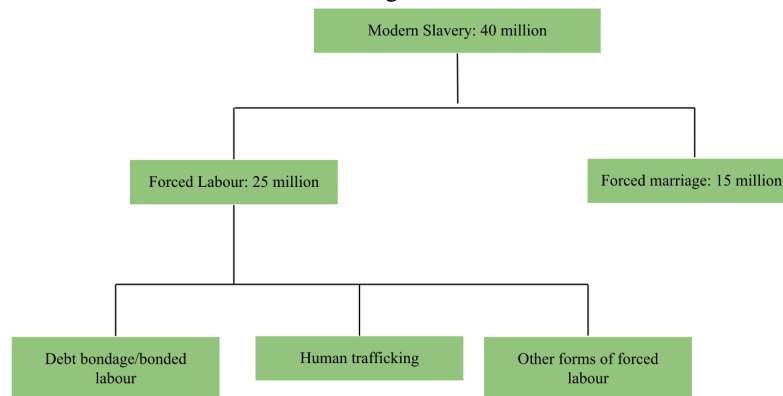 Modern Slavery: 40 million
Forced Labour: 25 million
Forced marriage: 15 million
Debt bondage/bonded
labour
Human trafficking
Other forms of forced
labour